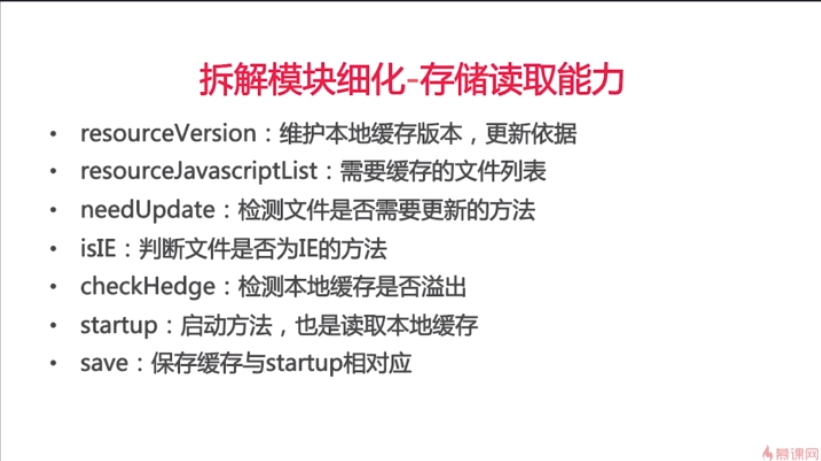 拆解模块细化-存储读取能力
• resourceVersion：维护本地缓存版本，更新依据
• resourceJavascriptList：需要缓存的文件列表
• needUpdate：检测文件是否需要更新的方法
• isIE：判断文件是否为IE的方法
• checkHedge：检测本地缓存是否溢出
• startup：启动方法，也是读取本地缓存
• save：保存缓存与startup相对应
慕课网